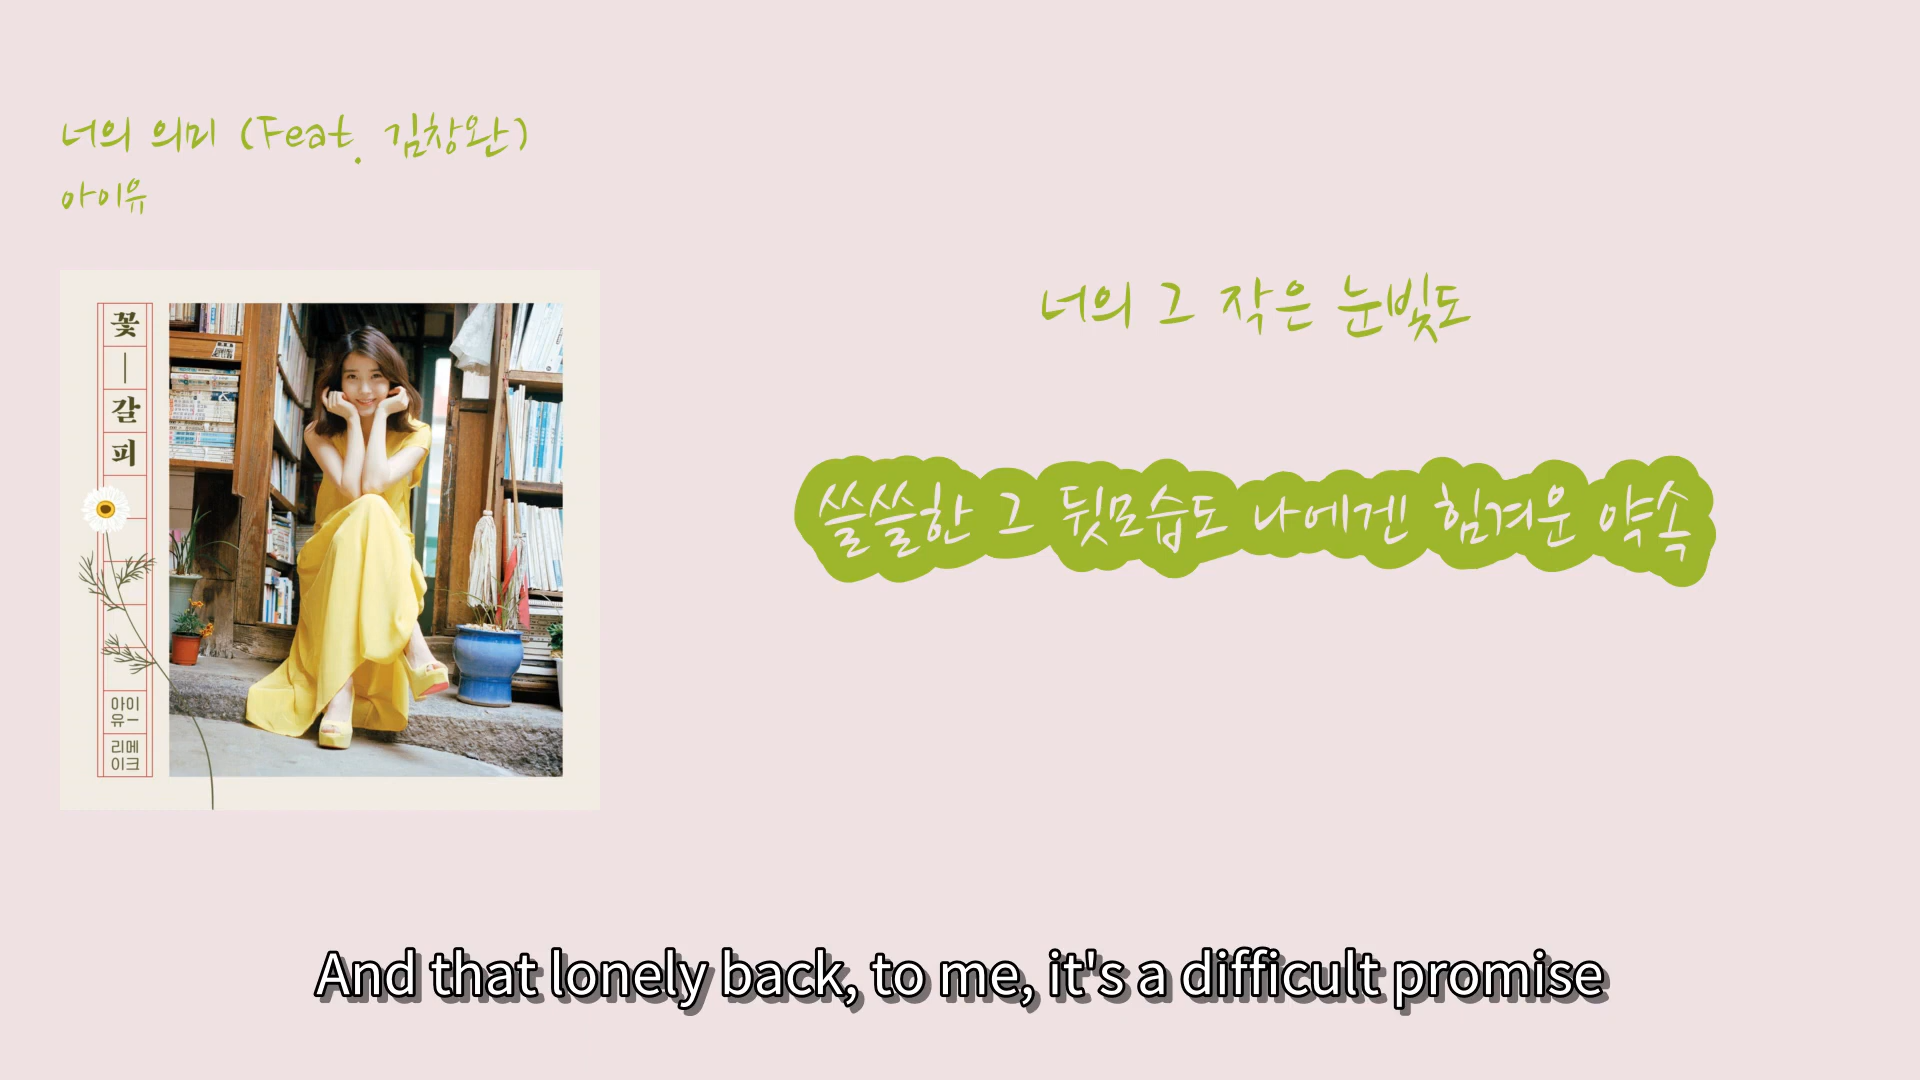 너의 의미 (Feat. 김창완)
아이유
꽃
갈
피
아이
유
리메
이크
너의 그 작은 눈빛도
쓸쓸한 그 뒷모습도 나에겐 힘겨운 약속
And that lonely back, to me, it's a difficult promise